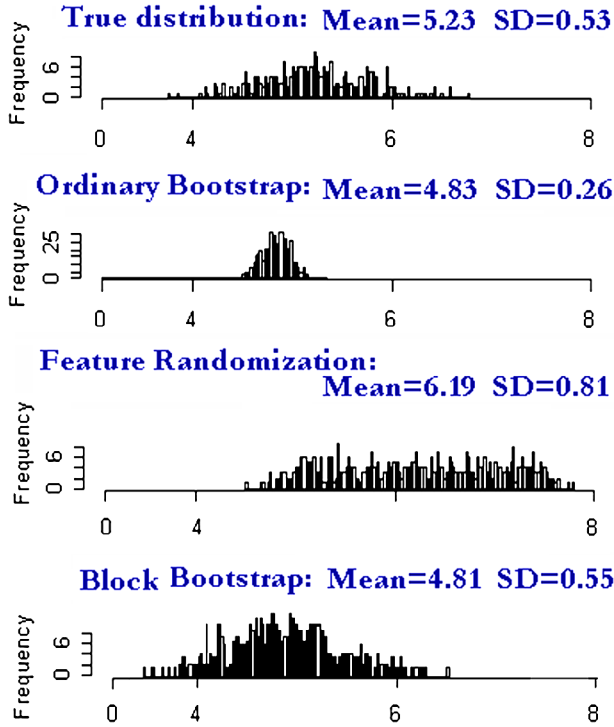 True distribution: Mean=5.23 SD=0.53
Frequency
0 6
0 4 6 8
Ordinary Bootstrap: Mean=4.83 SD=0.26
Frequency
0 25
0 4 6 8
Feature Randomization:
Mean=6.19 SD=0.81
Frequency
0 6
0 4 6 8
Block Bootstrap: Mean=4.81 SD=0.55
Frequency
0 6
0 4 6 8